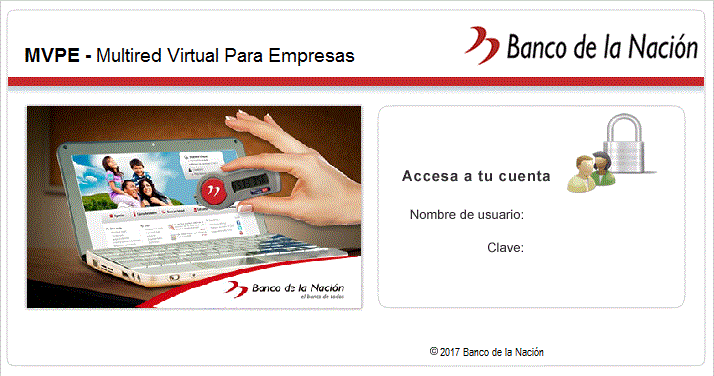 MVPE - Multired Virtual Para Empresas
Banco de la Nación
Accesa a tu cuenta
Nombre de usuario:
Clave:
Banco de la Nación
el banco de todos
© 2017 Banco de la Nación